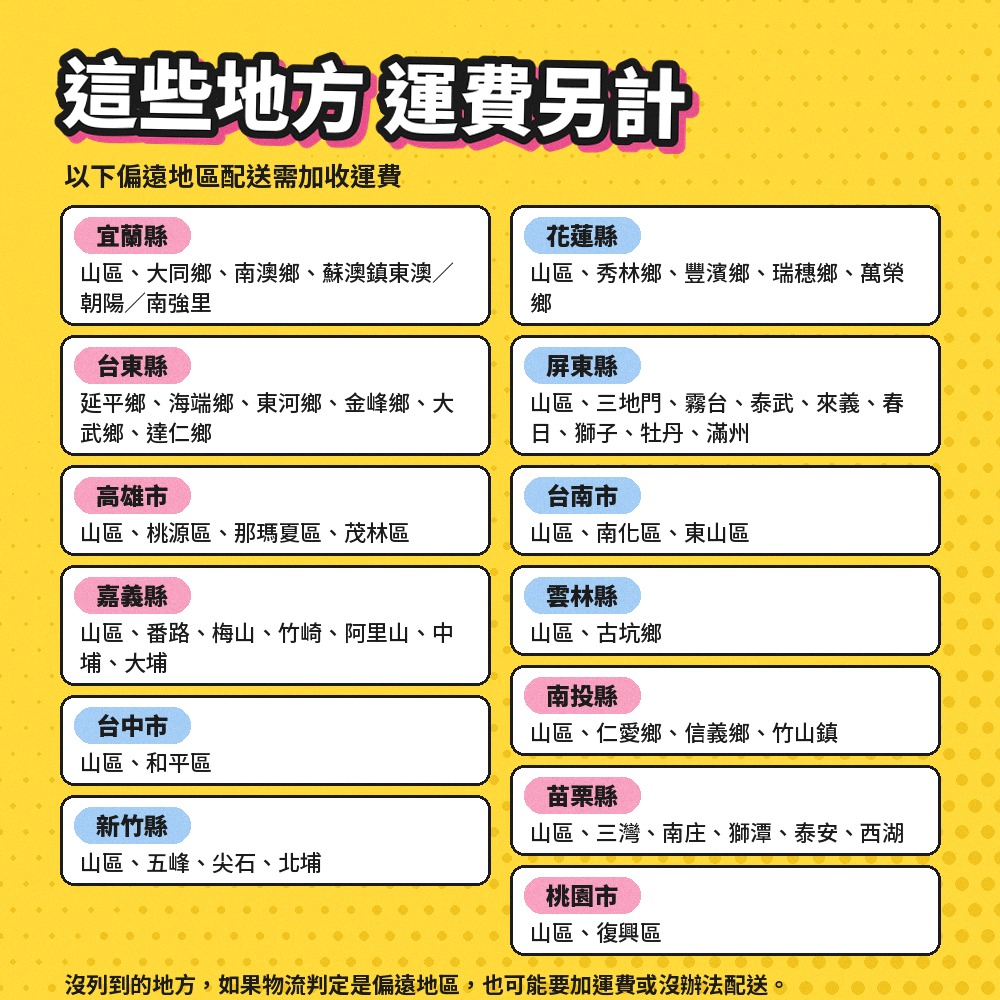 這些地方 運費另計
以下偏遠地區配送需加收運費
宜蘭縣
山區、大同鄉、南澳鄉、蘇澳鎮東澳／
朝陽／南強里
台東縣
延平鄉、海端鄉、東河鄉、金峰鄉、大
武鄉、達仁鄉
高雄市
山區、桃源區、那瑪夏區、茂林區
嘉義縣
山區、番路、梅山、竹崎、阿里山、中
埔、大埔
台中市
山區、和平區
新竹縣
山區、五峰、尖石、北埔
花蓮縣
山區、秀林鄉、豐濱鄉、瑞穗鄉、萬榮
鄉
屏東縣
山區、三地門、霧台、泰武、來義、春
日、獅子、牡丹、滿州
台南市
山區、南化區、東山區
雲林縣
山區、古坑鄉
南投縣
山區、仁愛鄉、信義鄉、竹山鎮
苗栗縣
山區、三灣、南庄、獅潭、泰安、西湖
桃園市
山區、復興區
沒列到的地方，如果物流判定是偏遠地區，也可能要加運費或沒辦法配送。